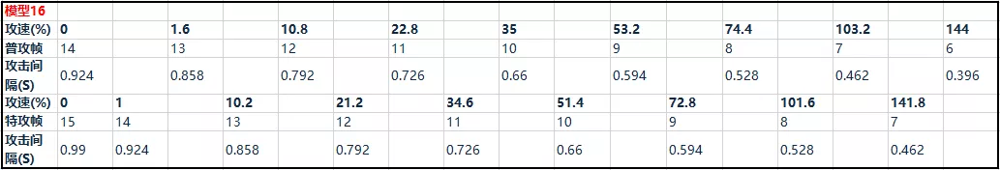 模型16
攻速(%) 0 1.6 10.8 22.8 35 53.2 74.4 103.2 144
普攻帧 14 13 12 11 10 9 8 7 6
攻击间
隔(S) 0.924 0.858 0.792 0.726 0.66 0.594 0.528 0.462 0.396
攻速(%) 0 1 10.2 21.2 34.6 51.4 72.8 101.6 141.8
特攻帧 15 14 13 12 11 10 9 8 7
攻击间
隔(S) 0.99 0.924 0.858 0.792 0.726 0.66 0.594 0.528 0.462